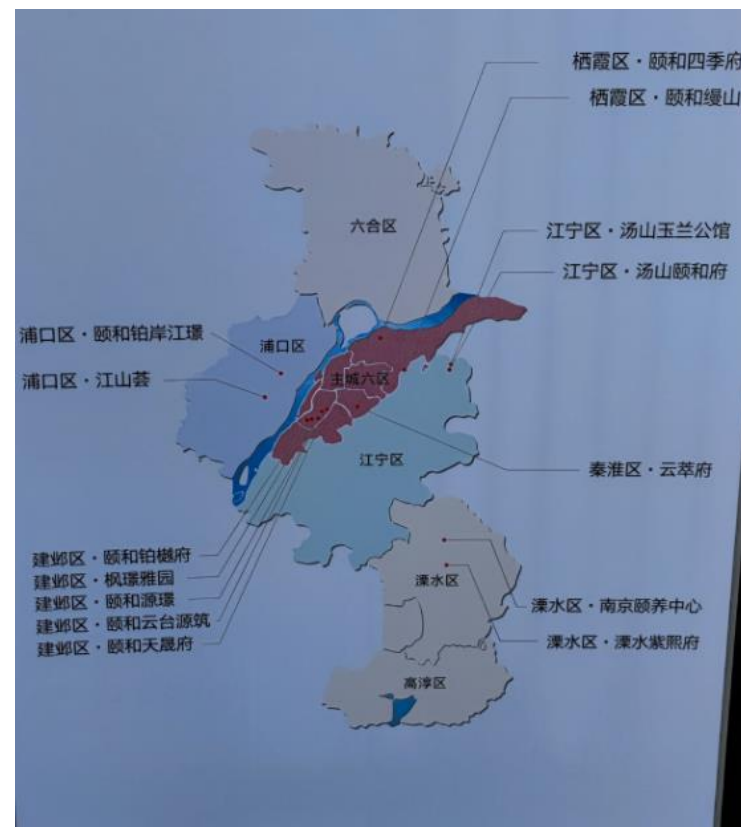 栖霞区·颐和四季府
栖霞区·颐和缦山
六合区
江宁区·汤山玉兰公馆
江宁区·汤山颐和府
浦口区·颐和铂岸江璟
浦口区
浦口区·江山荟
主城六区
江宁区
秦淮区·云萃府
建邺区·颐和铂樾府
建邺区·枫璟雅园
建邺区·颐和源璟
建邺区·颐和云台源筑
建邺区·颐和天晟府
溧水区
溧水区·南京颐养中心
溧水区·溧水紫熙府
高淳区